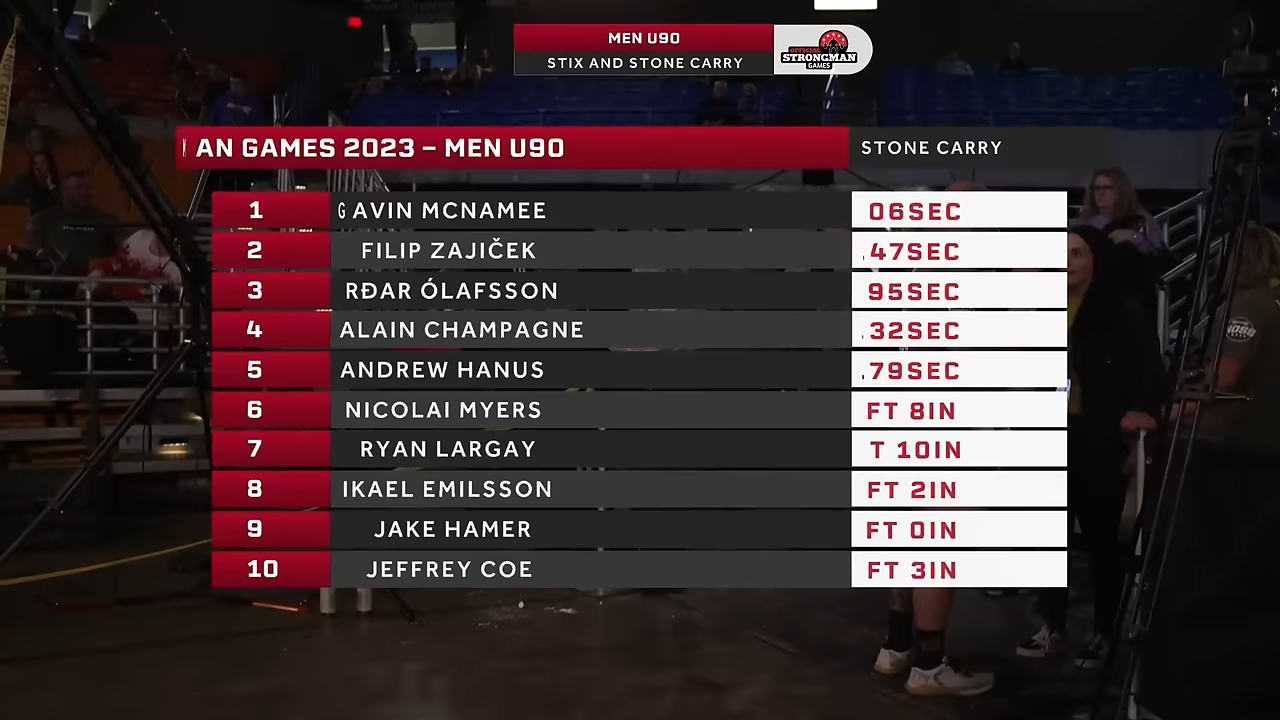 MEN U90
STIX AND STONE CARRY
OFFICIAL
STRONGMAN
GAMES
AN GAMES 2023 – MEN U90
STONE CARRY
1 GAVIN MCNAMEE 06SEC
2 FILIP ZAJIČEK .47SEC
3 RÐAR ÓLAFSSON 95SEC
4 ALAIN CHAMPAGNE .32SEC
5 ANDREW HANUS .79SEC
6 NICOLAI MYERS FT 8IN
7 RYAN LARGAY T 10IN
8 IKAEL EMILSSON FT 2IN
9 JAKE HAMER FT 0IN
10 JEFFREY COE FT 3IN